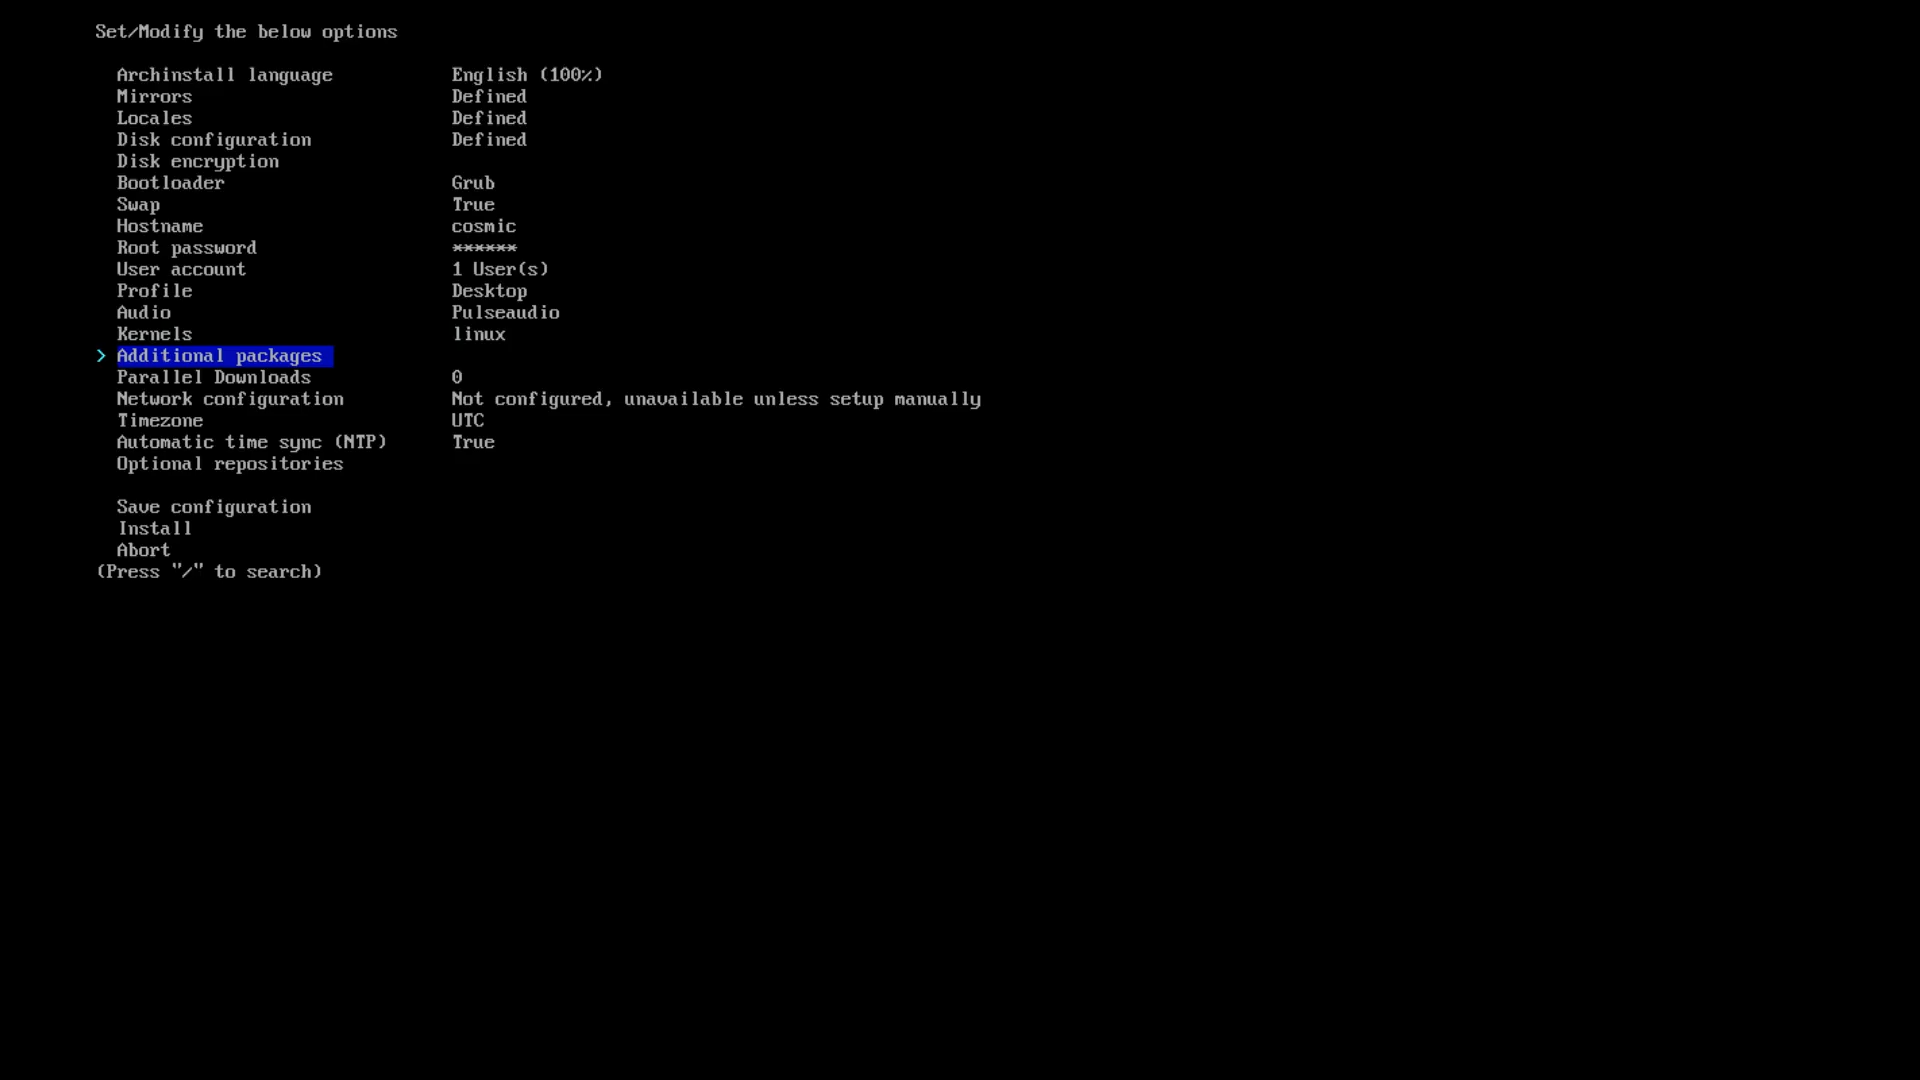 Set/Modify the below options
Archinstall language English (100%)
Mirrors Defined
Locales Defined
Disk configuration Defined
Disk encryption
Bootloader Grub
Swap True
Hostname cosmic
Root password ******
User account 1 User(s)
Profile Desktop
Audio Pulseaudio
Kernels linux
> Additional packages
Parallel Downloads 0
Network configuration Not configured, unavailable unless setup manually
Timezone UTC
Automatic time sync (NTP) True
Optional repositories
Save configuration
Install
Abort
(Press "/" to search)